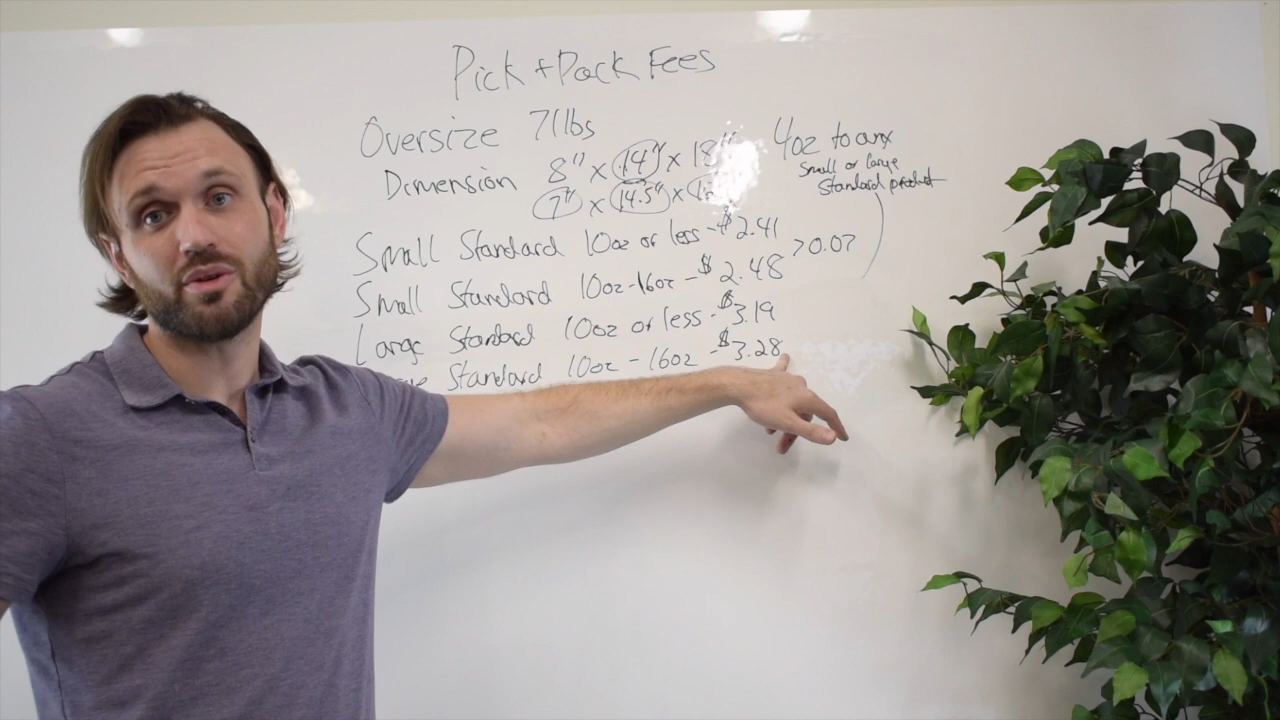 Pick + Pack Fees
Oversize 71lbs
Dimension 8" x 14" x 18"
7" x 14.5" x
4oz to any
Small or large
Standard product
Small Standard 10oz or less - $2.41
Small Standard 10oz-16oz - $2.48
>0.07
Large Standard 10oz or less - $3.19
Standard 10oz - 16oz - $3.28